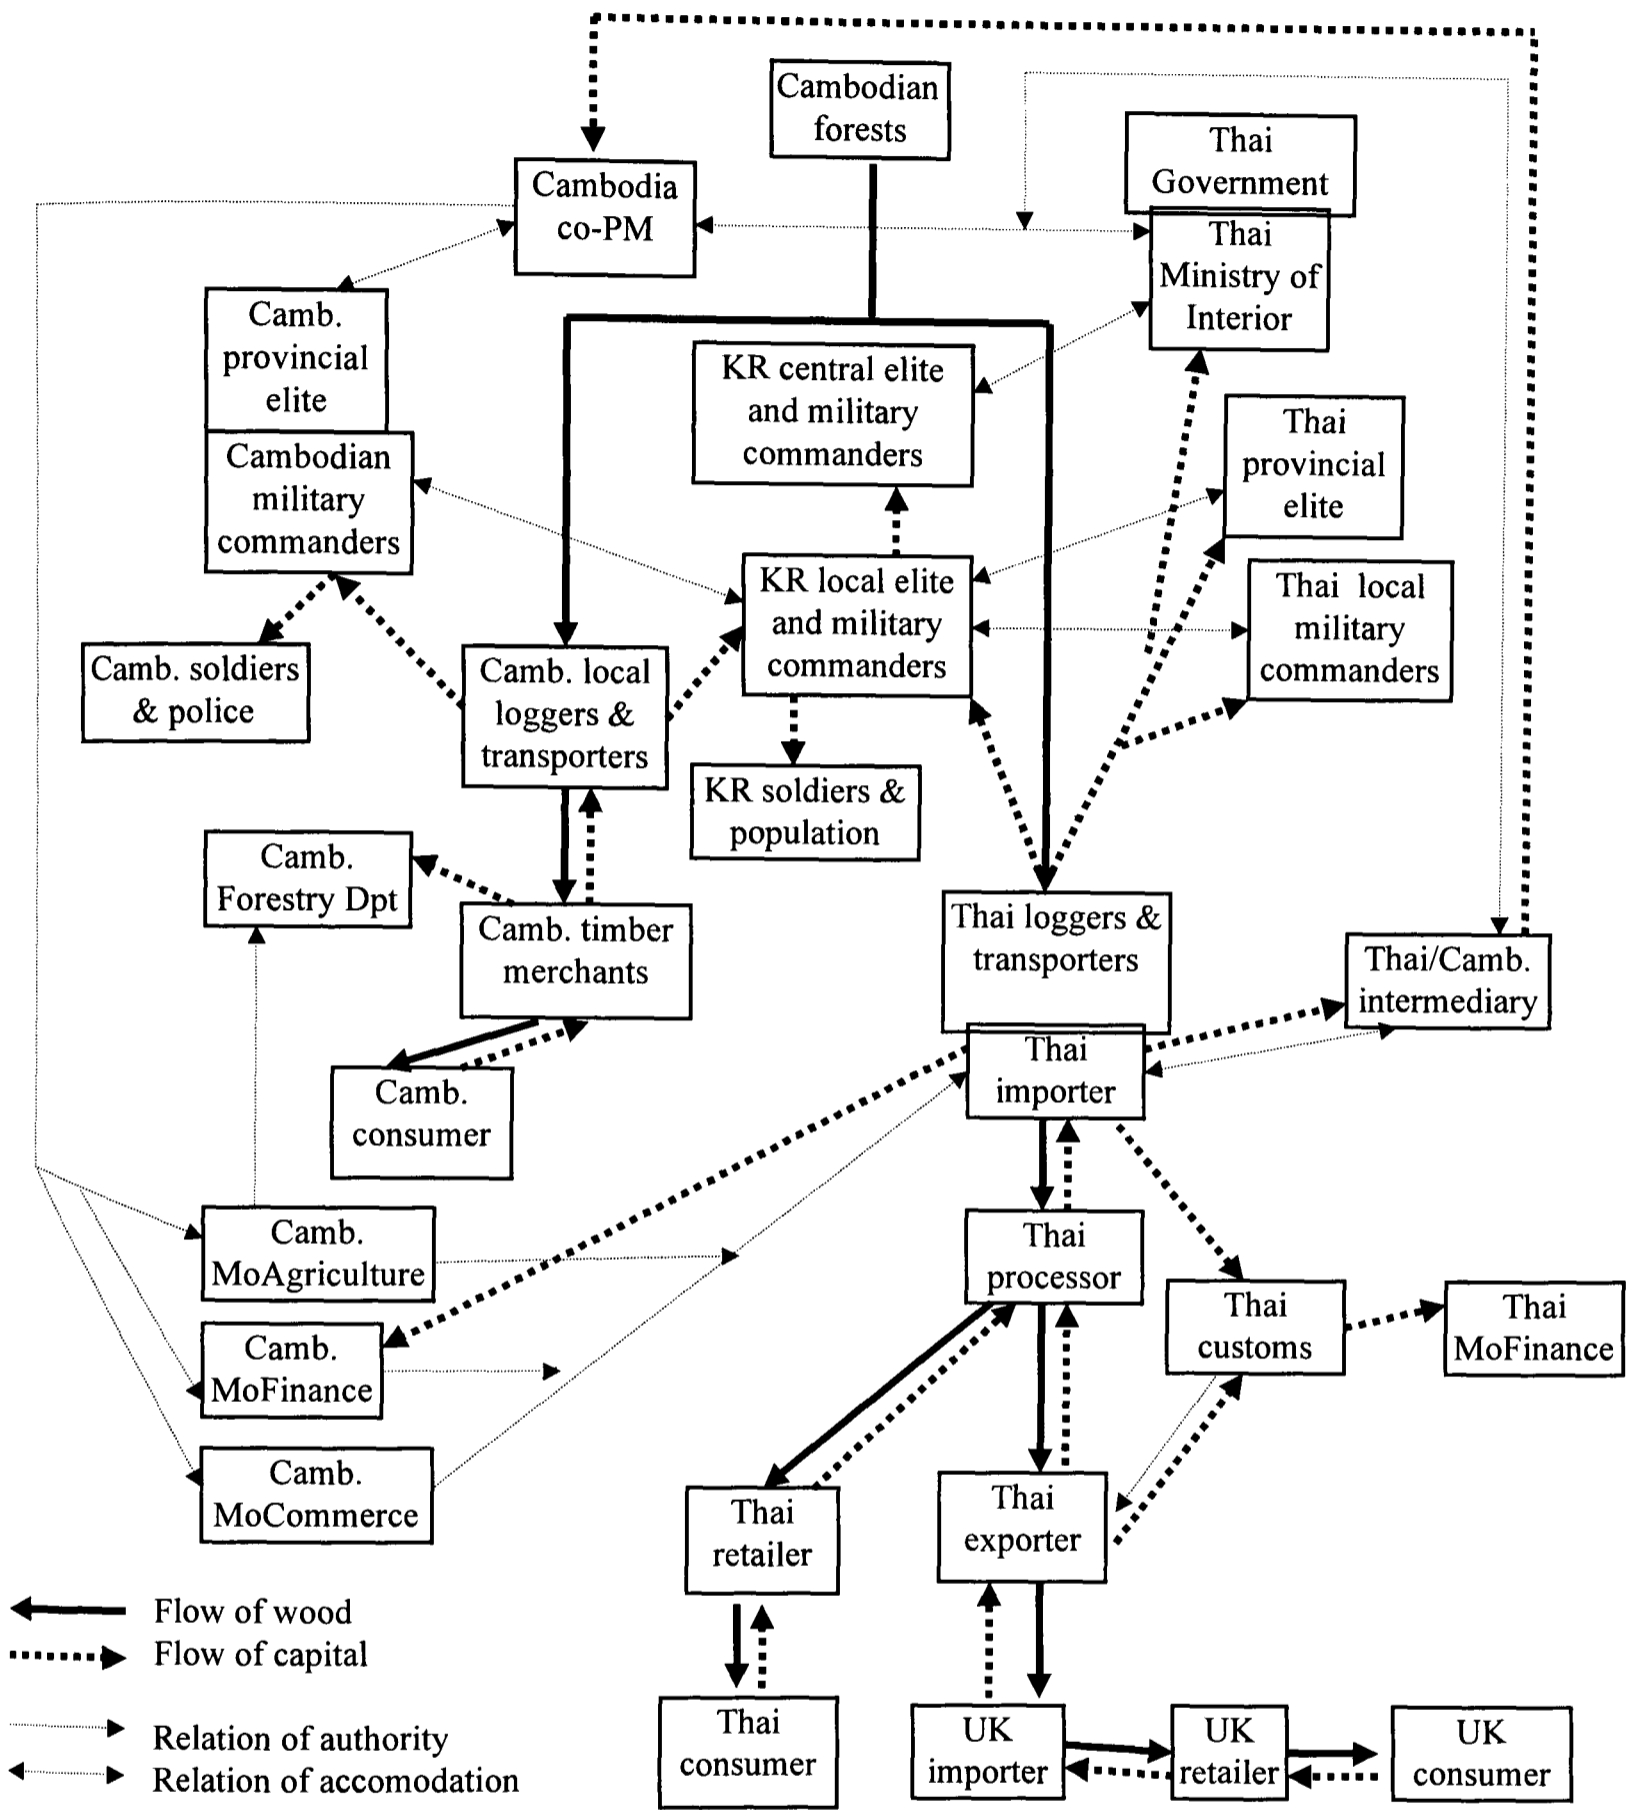 Cambodian
forests
Thai
Government
Cambodia
co-PM
Thai
Ministry of
Interior
Camb.
provincial
elite
KR central elite
and military
commanders
Thai
provincial
elite
Cambodian
military
commanders
KR local elite
and military
commanders
Thai local
military
commanders
Camb. soldiers
& police
Camb. local
loggers &
transporters
KR soldiers &
population
Camb.
Forestry Dpt
Camb. timber
merchants
Thai loggers &
transporters
Thai/Camb.
intermediary
Thai
importer
Camb.
consumer
Camb.
MoAgriculture
Thai
processor
Camb.
MoFinance
Thai
customs
Thai
MoFinance
Camb.
MoCommerce
Thai
retailer
Thai
exporter
Flow of wood
Flow of capital
Relation of authority
Relation of accomodation
Thai
consumer
UK
importer
UK
retailer
UK
consumer